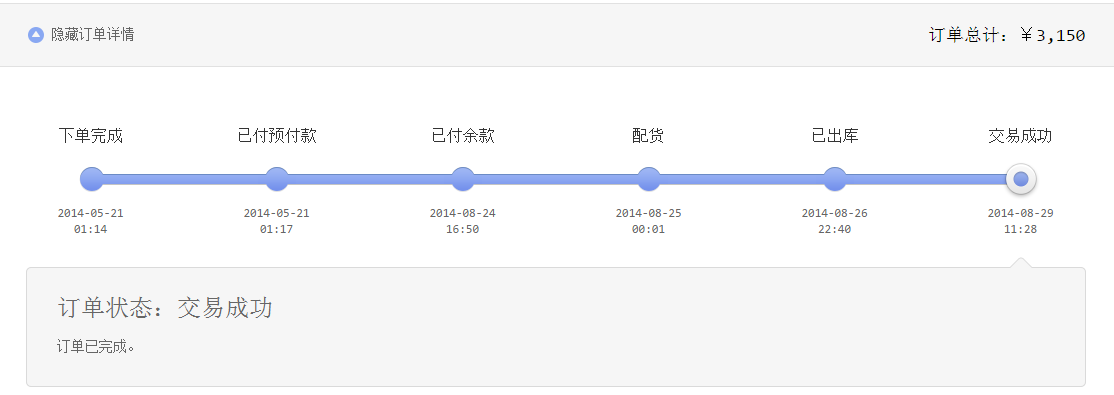 隐藏订单详情
订单总计：￥3,150
下单完成
已付预付款
已付余款
配货
已出库
交易成功
2014-05-21
01:14
2014-05-21
01:17
2014-08-24
16:50
2014-08-25
00:01
2014-08-26
22:40
2014-08-29
11:28
订单状态：交易成功
订单已完成。